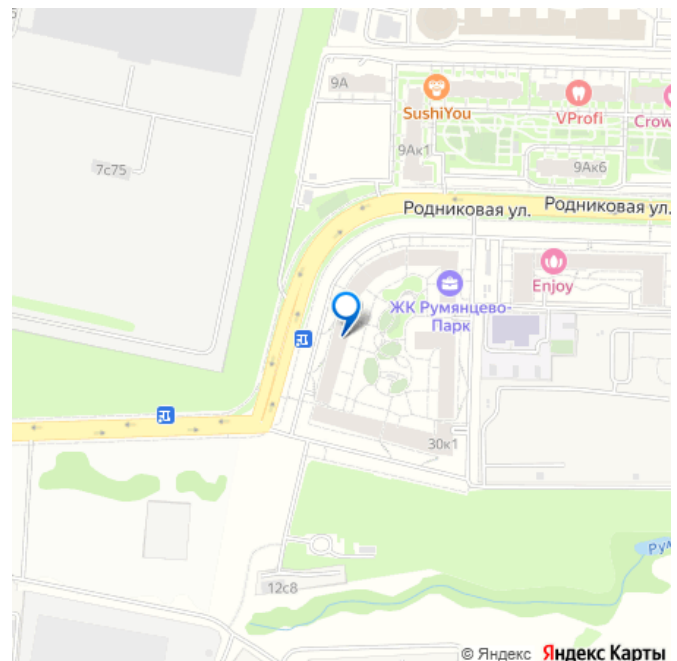 9А
SushiYou
VProfi
Crow
7с75
9Ак1
9Ак6
Родниковая ул.
Родниковая ул.
Enjoy
ЖК Румянцево-
Парк
30к1
Рум
12с8
© Яндекс Яндекс Карты